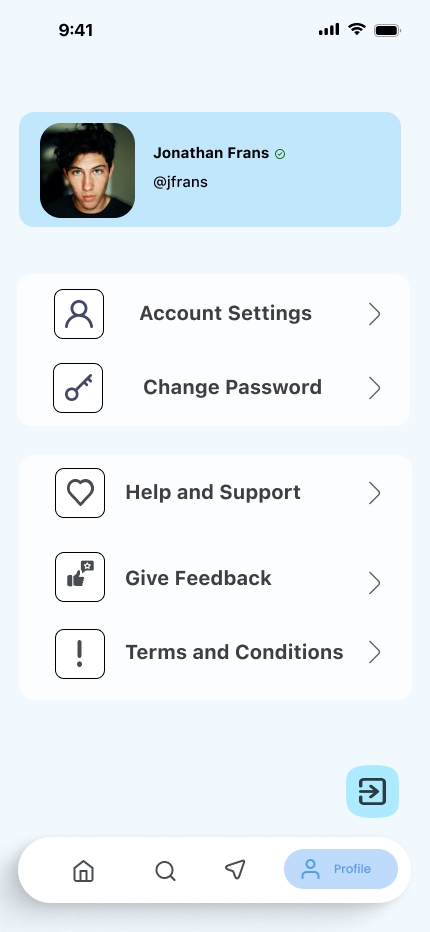 9:41
Jonathan Frans
@jfrans
Account Settings
Change Password
Help and Support
Give Feedback
Terms and Conditions
Profile